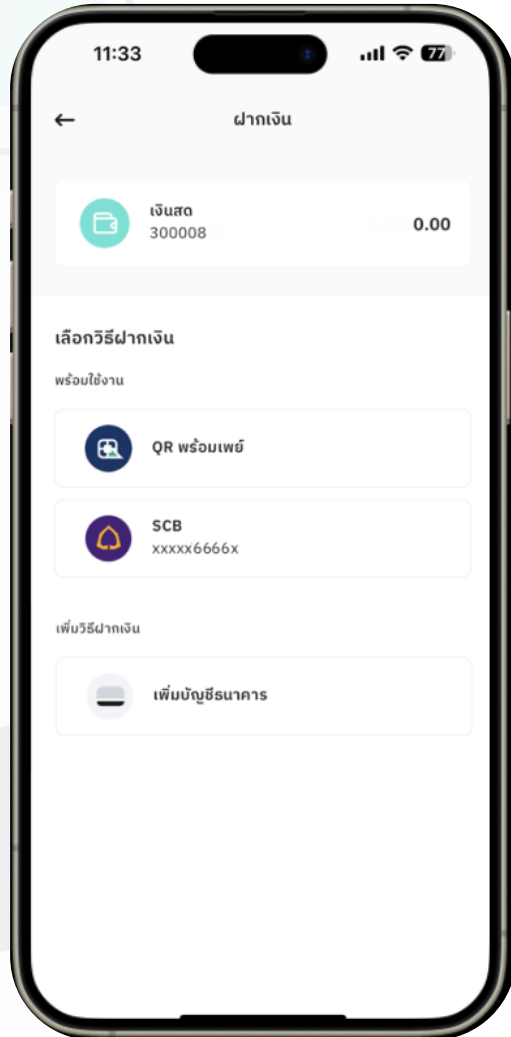 11:33
77
ฝากเงิน
เงินสด
300008
0.00
เลือกวิธีฝากเงิน
พร้อมใช้งาน
QR พร้อมเพย์
SCB
xxxxx6666x
เพิ่มวิธีฝากเงิน
เพิ่มบัญชีธนาคาร